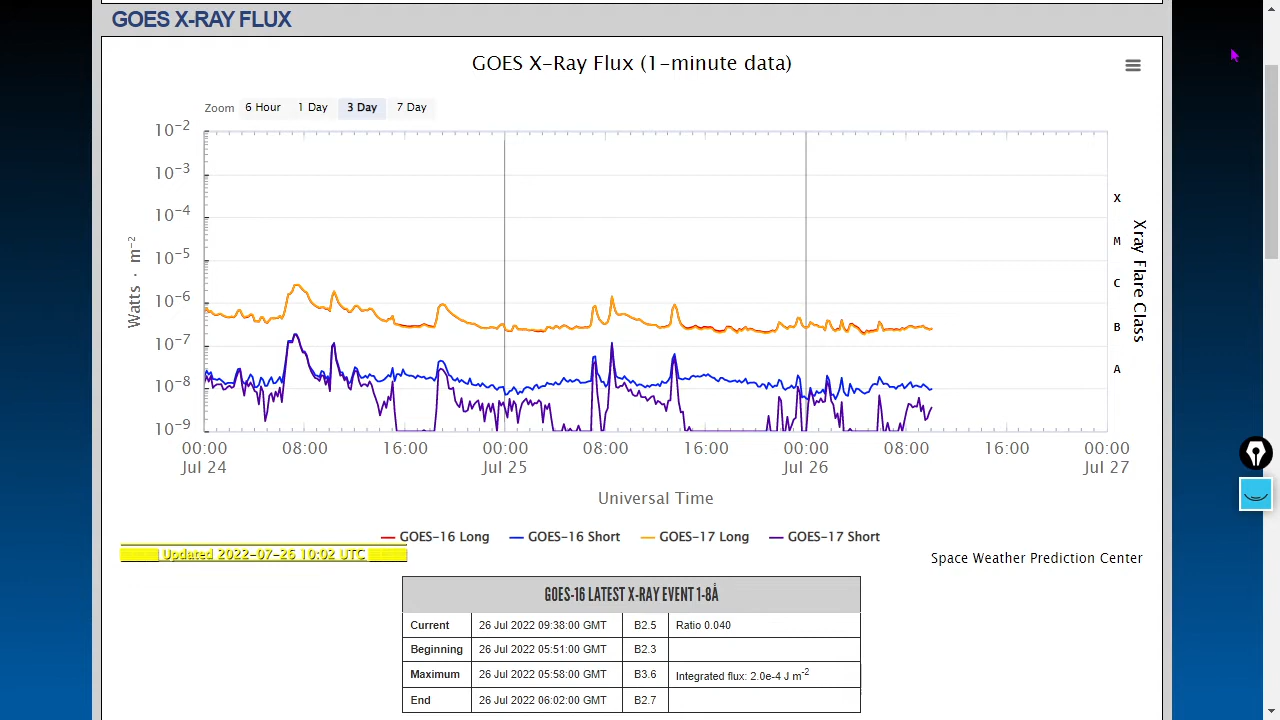 GOES X-RAY FLUX
GOES X-Ray Flux (1-minute data)
Zoom 6 Hour 1 Day 3 Day 7 Day
10⁻²
10⁻³
10⁻⁴
10⁻⁵
10⁻⁶
10⁻⁷
10⁻⁸
10⁻⁹
Watts · m⁻²
X
M
C
B
A
Xray Flare Class
00:00 08:00 16:00 00:00 08:00 16:00 00:00 08:00 16:00 00:00
Jul 24 Jul 25 Jul 26 Jul 27
Universal Time
GOES-16 Long GOES-16 Short GOES-17 Long GOES-17 Short
Updated 2022-07-26 10:02 UTC
Space Weather Prediction Center
GOES-16 LATEST X-RAY EVENT 1-8Å
Current 26 Jul 2022 09:38:00 GMT B2.5 Ratio 0.040
Beginning 26 Jul 2022 05:51:00 GMT B2.3
Maximum 26 Jul 2022 05:58:00 GMT B3.6 Integrated flux: 2.0e-4 J m⁻²
End 26 Jul 2022 06:02:00 GMT B2.7